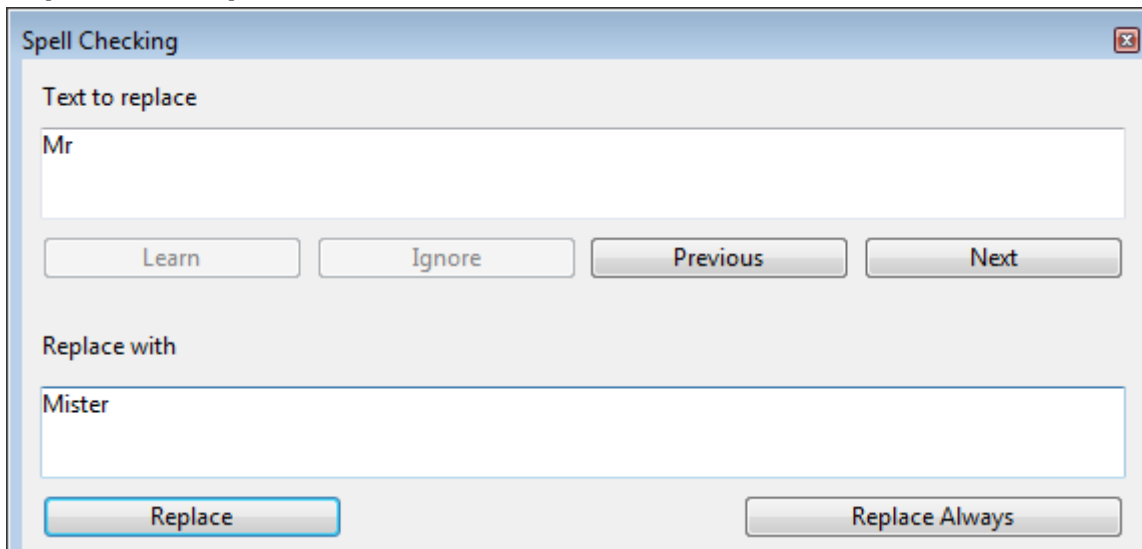 Spell Checking
Text to replace
Mr
Learn Ignore Previous Next
Replace with
Mister
Replace Replace Always